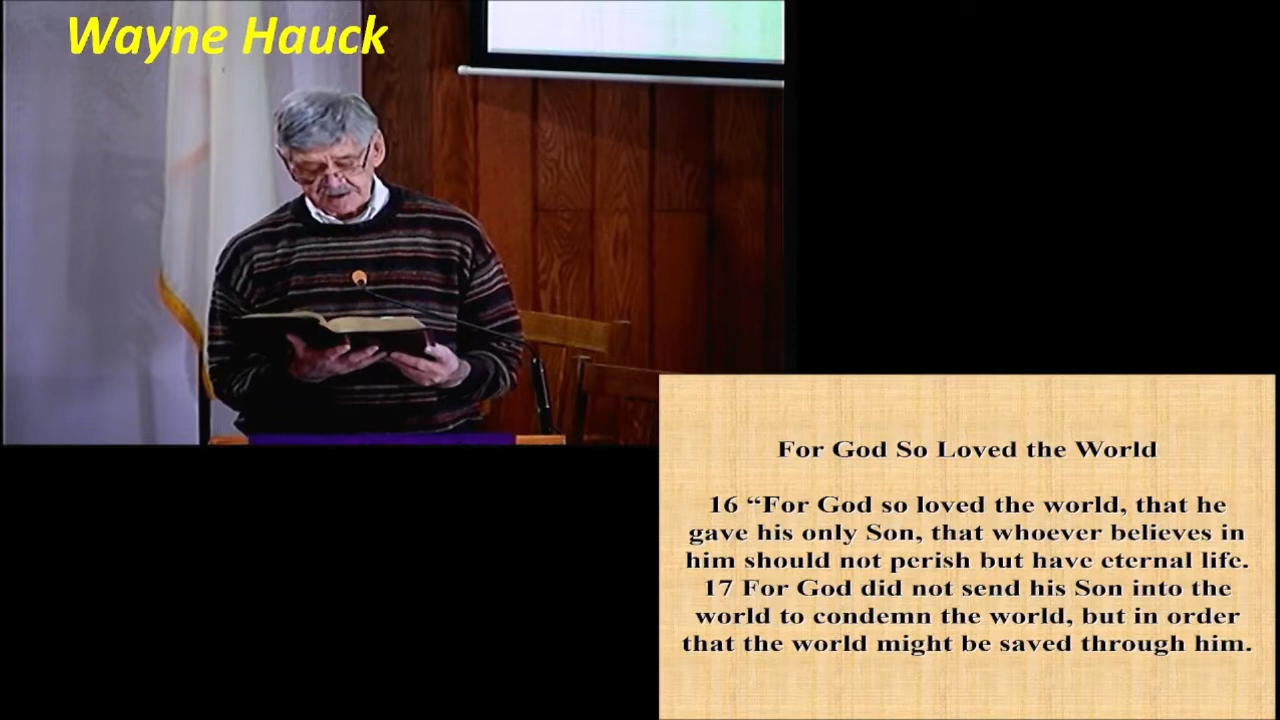 Wayne Hauck
For God So Loved the World
16 “For God so loved the world, that he
gave his only Son, that whoever believes in
him should not perish but have eternal life.
17 For God did not send his Son into the
world to condemn the world, but in order
that the world might be saved through him.